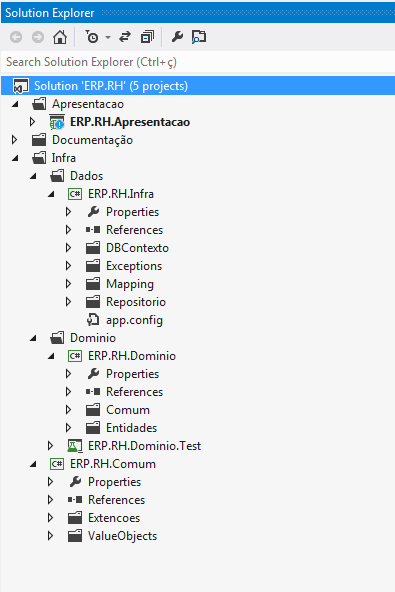 Solution Explorer
Search Solution Explorer (Ctrl+ç)
Solution 'ERP.RH' (5 projects)
Apresentacao
ERP.RH.Apresentacao
Documentação
Infra
Dados
C# ERP.RH.Infra
Properties
References
DBContexto
Exceptions
Mapping
Repositorio
app.config
Dominio
C# ERP.RH.Dominio
Properties
References
Comum
Entidades
ERP.RH.Dominio.Test
C# ERP.RH.Comum
Properties
References
Extencoes
ValueObjects